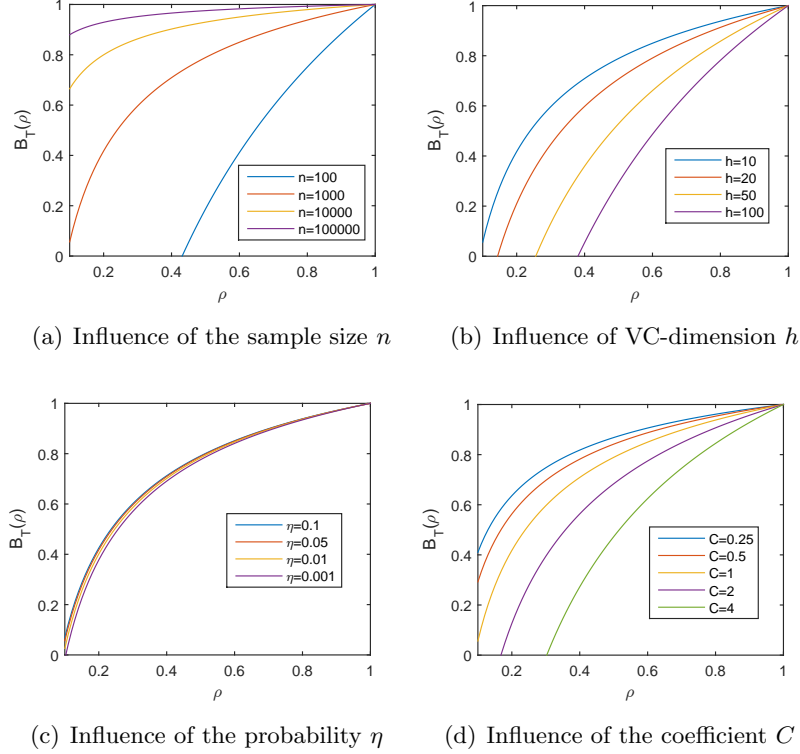 1
0.8
0.6
0.4
0.2
0
B_T(ρ)
0.2 0.4 0.6 0.8 1
ρ
n=100
n=1000
n=10000
n=100000
(a) Influence of the sample size n
1
0.8
0.6
0.4
0.2
0
B_T(ρ)
0.2 0.4 0.6 0.8 1
ρ
h=10
h=20
h=50
h=100
(b) Influence of VC-dimension h
1
0.8
0.6
0.4
0.2
0
B_T(ρ)
0.2 0.4 0.6 0.8 1
ρ
η=0.1
η=0.05
η=0.01
η=0.001
(c) Influence of the probability η
1
0.8
0.6
0.4
0.2
0
B_T(ρ)
0.2 0.4 0.6 0.8 1
ρ
C=0.25
C=0.5
C=1
C=2
C=4
(d) Influence of the coefficient C